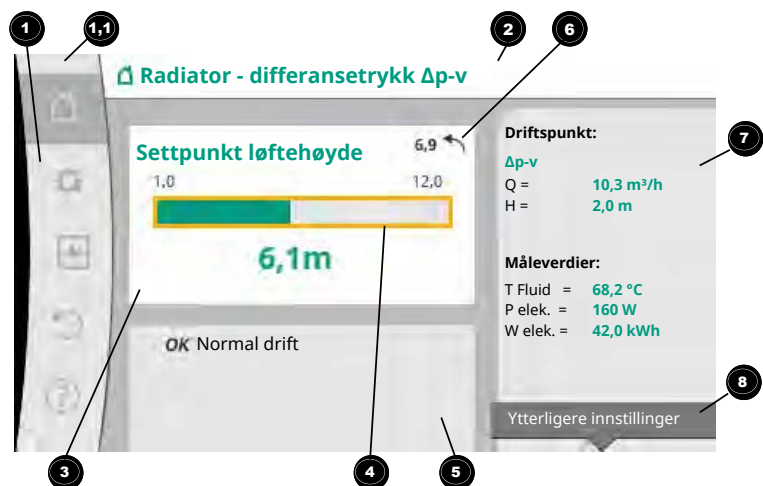 1
1,1
2
6
Radiator - differansetrykk Δp-v
Settpunkt løftehøyde
6,9
1,0
12,0
6,1m
OK Normal drift
Driftspunkt:
Δp-v
Q = 10,3 m³/h
H = 2,0 m
Måleverdier:
T Fluid = 68,2 °C
P elek. = 160 W
W elek. = 42,0 kWh
7
8
Ytterligere innstillinger
3
4
5
?